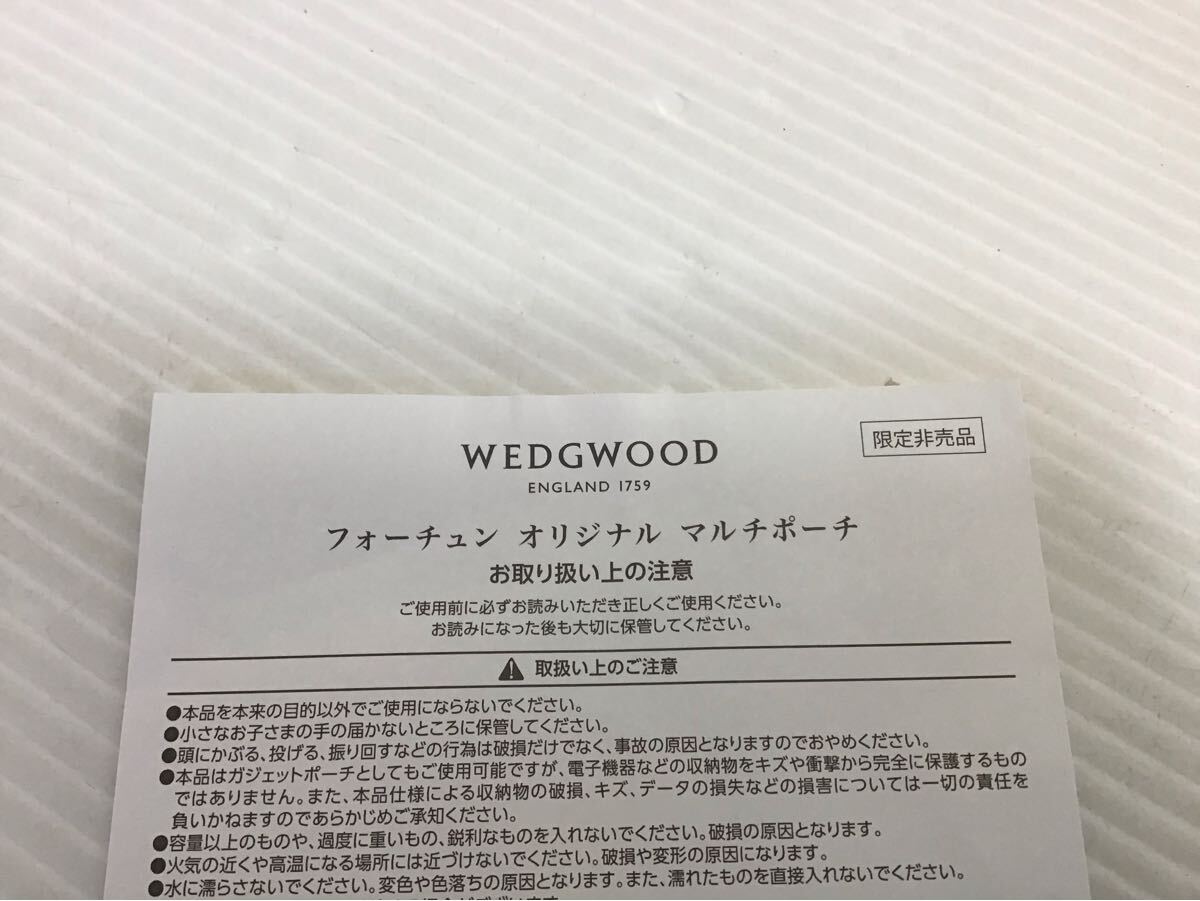 WEDGWOOD
限定非売品
ENGLAND 1759
フォーチュン オリジナル マルチポーチ
お取り扱い上の注意
ご使用前に必ずお読みいただき正しくご使用ください。
お読みになった後も大切に保管してください。
取扱い上のご注意
●本品を本来の目的以外でご使用にならないでください。
●小さなお子さまの手の届かないところに保管してください。
●頭にかぶる、投げる、振り回すなどの行為は破損だけでなく、事故の原因となりますのでおやめください。
●本品はガジェットポーチとしてもご使用可能ですが、電子機器などの収納物をキズや衝撃から完全に保護するもの
ではありません。また、本品仕様による収納物の破損、キズ、データの損失などの損害については一切の責任を
負いかねますのであらかじめご承知ください。
●容量以上のものや、過度に重いもの、鋭利なものを入れないでください。破損の原因となります。
●火気の近くや高温になる場所には近づけないでください。破損や変形の原因になります。
●水に濡らさないでください。変色や色落ちの原因となります。また、濡れたものを直接入れないでください。